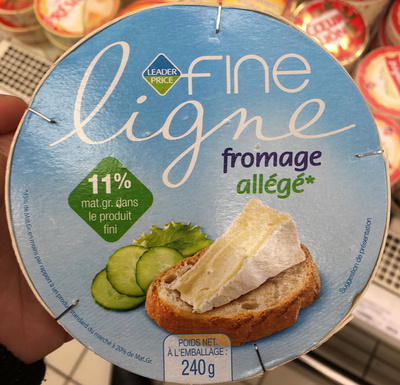 LEADER
PRICE
fine
ligne
fromage
allégé*
11%
mat.gr. dans
le produit
fini
Suggestion de présentation
POIDS NET
À L'EMBALLAGE :
240g